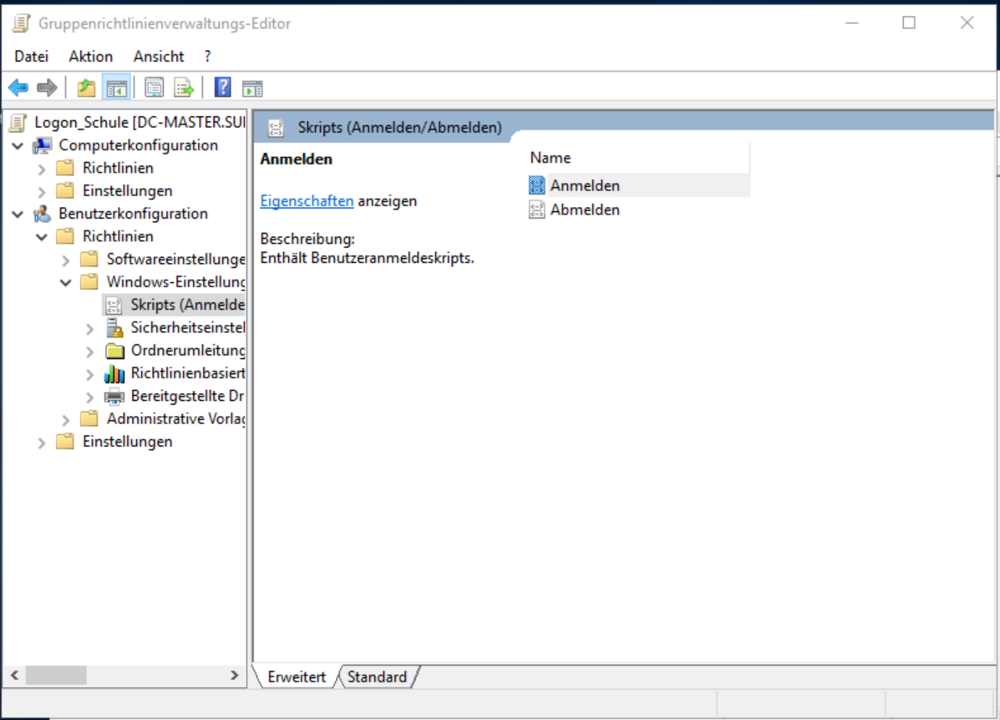 Gruppenrichtlinienverwaltungs-Editor
Datei Aktion Ansicht ?
Logon_Schule [DC-MASTER.SUI
Computerkonfiguration
Richtlinien
Einstellungen
Benutzerkonfiguration
Richtlinien
Softwareeinstellunge
Windows-Einstellung
Skripts (Anmelde
Sicherheitseinstel
Ordnerumleitung
Richtlinienbasiert
Bereitgestellte Dr
Administrative Vorlag
Einstellungen
Skripts (Anmelden/Abmelden)
Anmelden
Eigenschaften anzeigen
Beschreibung:
Enthält Benutzeranmeldeskripts.
Name
Anmelden
Abmelden
Erweitert Standard